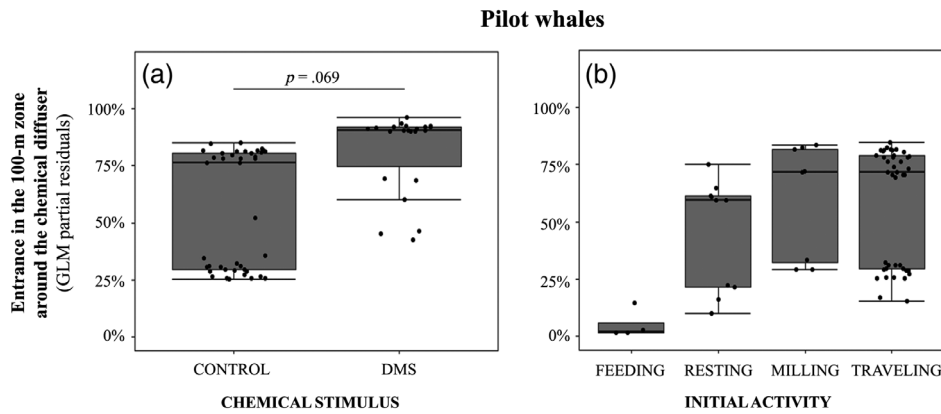 Pilot whales
Entrance in the 100-m zone
around the chemical diffuser
(GLM partial residuals)
(a)
p = .069
100%
75%
50%
25%
0%
CONTROL DMS
CHEMICAL STIMULUS
(b)
100%
75%
50%
25%
0%
FEEDING RESTING MILLING TRAVELING
INITIAL ACTIVITY